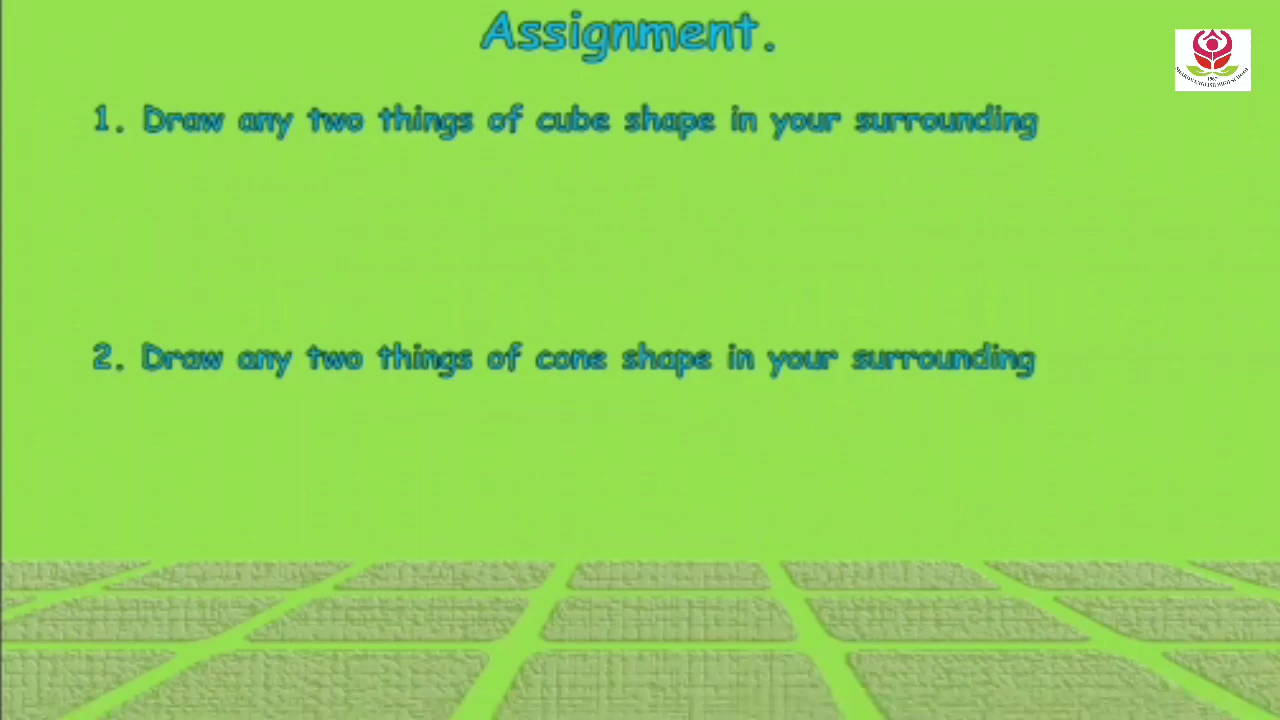 Assignment.
1. Draw any two things of cube shape in your surrounding
2. Draw any two things of cone shape in your surrounding